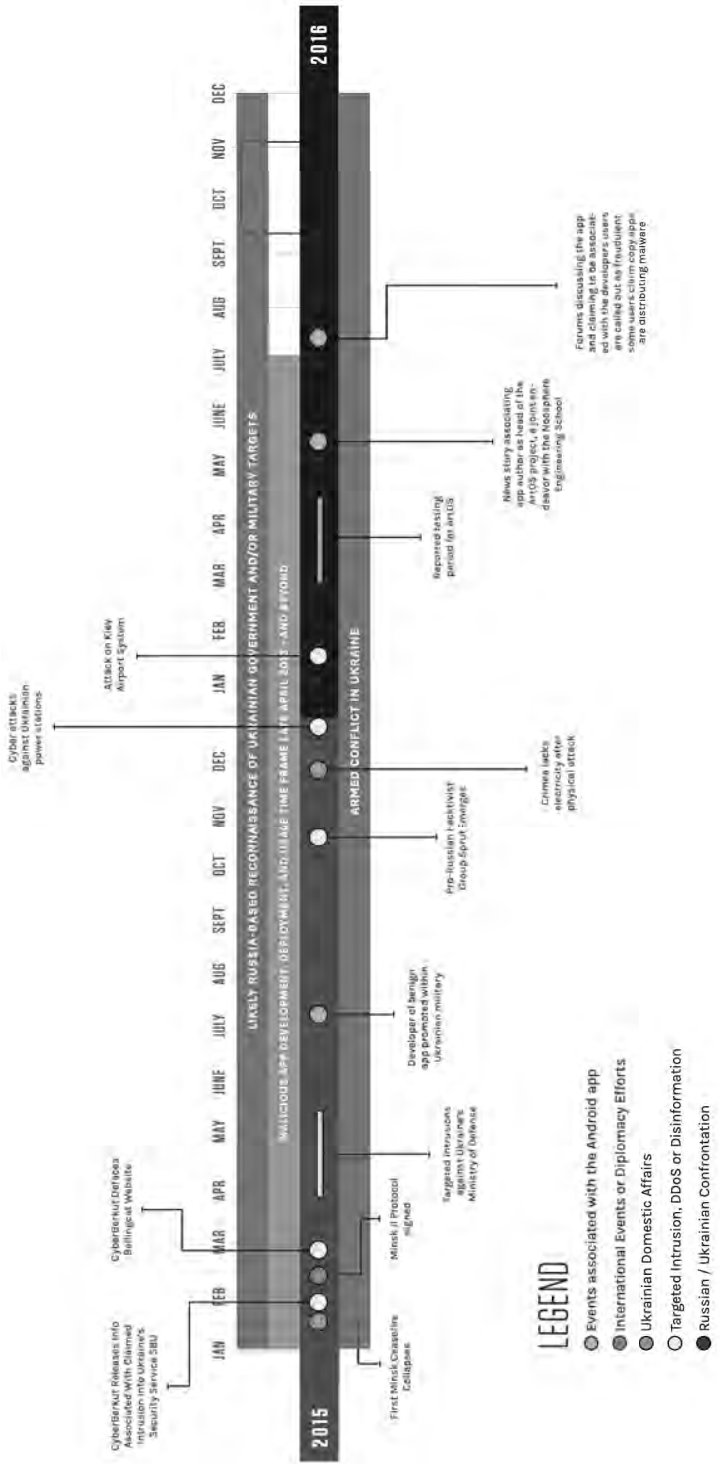 CyberBerkut Releases Info
Associated With Claimed
Intrusion Into Ukraine's
Security Service SBU
CyberBerkut Defaces
Bellingcat Website
Cyber attacks
against Ukrainian
power stations
Attack on Kiev
Airport System
JAN
FEB
MAR
APR
MAY
JUNE
JULY
AUG
SEPT
OCT
NOV
DEC
JAN
FEB
MAR
APR
MAY
JUNE
JULY
AUG
SEPT
OCT
NOV
DEC
LIKELY RUSSIA-BASED RECONNAISSANCE OF UKRAINIAN GOVERNMENT AND/OR MILITARY TARGETS
MALICIOUS APP DEVELOPMENT, DEPLOYMENT, AND USAGE TIME FRAME LATE APRIL 2013 - AND BEYOND
2015
2016
ARMED CONFLICT IN UKRAINE
First Minsk Ceasefire
Collapses
Minsk II Protocol
signed
Targeted intrusions
against Ukraine's
Ministry of Defense
Developer of benign
app promoted within
Ukrainian military
Pro-Russian Hacktivist
Group Sprut Emerges
Crimea lacks
electricity after
physical attack
Reported testing
period for ArtOS
News story associating
app author as head of the
ArtOS project, a joint en-
deavor with the Noosphere
Engineering School
Forums discussing the app
and claiming to be associat-
ed with the developers users
are called out as fraudulent
some users claim copy apps
are distributing malware
LEGEND
Events associated with the Android app
International Events or Diplomacy Efforts
Ukrainian Domestic Affairs
Targeted Intrusion, DDoS or Disinformation
Russian / Ukrainian Confrontation